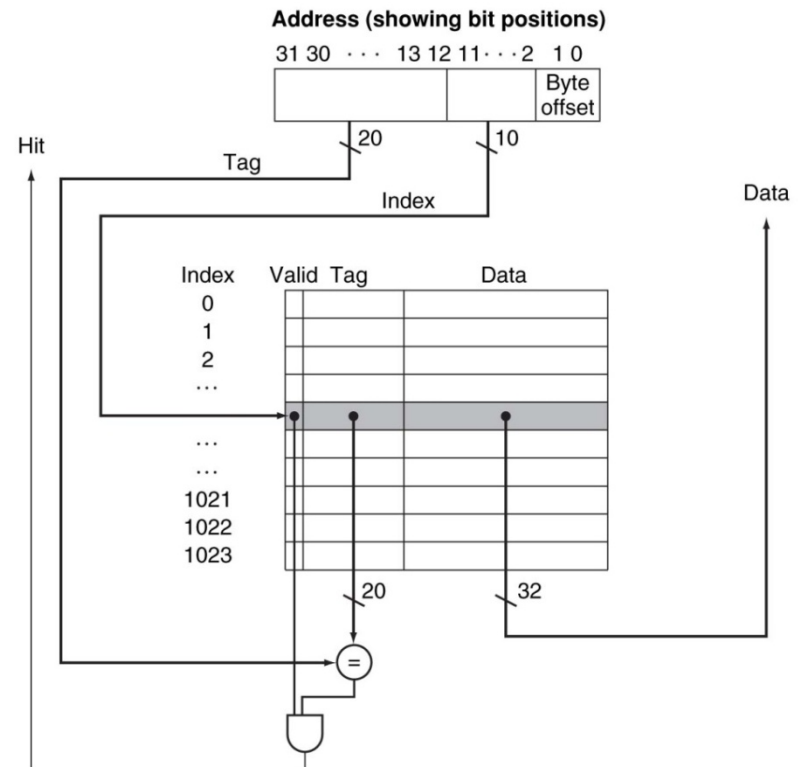 Address (showing bit positions)
31 30 · · · 13 12 11 · · · 2 1 0
Byte
offset
20
10
Hit
Tag
Data
Index
Index Valid Tag Data
0
1
2
...
...
...
1021
1022
1023
20
32
=